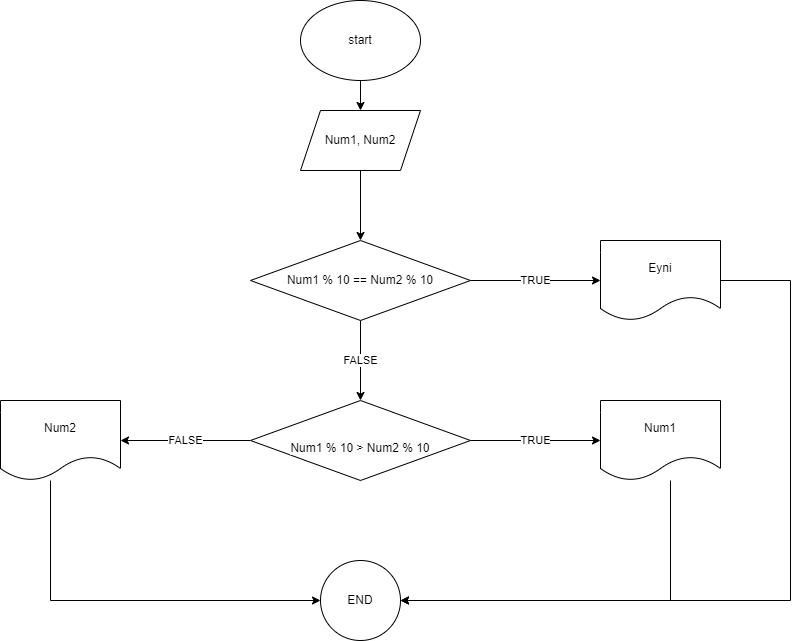 start
Num1, Num2
Num1 % 10 == Num2 % 10
TRUE
Eyni
FALSE
Num2
FALSE
Num1 % 10 > Num2 % 10
TRUE
Num1
END